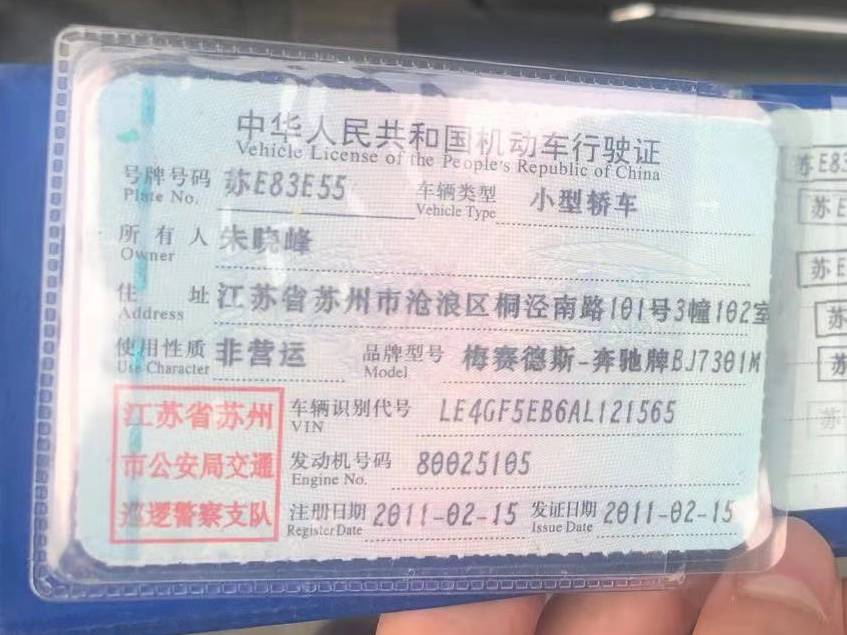 中华人民共和国机动车行驶证
Vehicle License of the People's Republic of China
号牌号码 苏E83E55 车辆类型 小型轿车
Plate No. Vehicle Type
所有人 朱晓峰
Owner
住址 江苏省苏州市沧浪区桐泾南路101号3幢102室
Address
使用性质 非营运 品牌型号 梅赛德斯-奔驰牌BJ7301M
Use Character Model
江苏省苏州
市公安局交通
巡逻警察支队
车辆识别代号 LE4GF5EB6AL121565
VIN
发动机号码 80025105
Engine No.
注册日期 2011-02-15 发证日期 2011-02-15
Register Date Issue Date
苏E83
苏E
苏E
苏
苏
苏